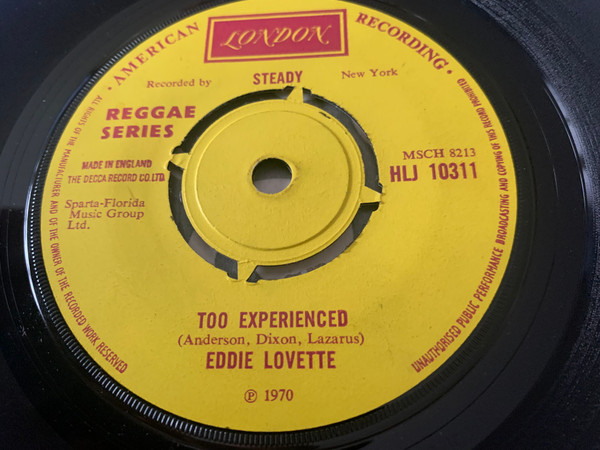 · AMERICAN RECORDING ·
LONDON
Recorded by STEADY New York
REGGAE
SERIES
MADE IN ENGLAND
THE DECCA RECORD CO. LTD.
Sparta-Florida
Music Group
Ltd.
MSCH 8213
HLJ 10311
TOO EXPERIENCED
(Anderson, Dixon, Lazarus)
EDDIE LOVETTE
℗ 1970
ALL RIGHTS OF THE MANUFACTURER AND OF THE OWNER OF THE RECORDED WORK RESERVED
UNAUTHORISED PUBLIC PERFORMANCE BROADCASTING AND COPYING OF THIS RECORD PROHIBITED